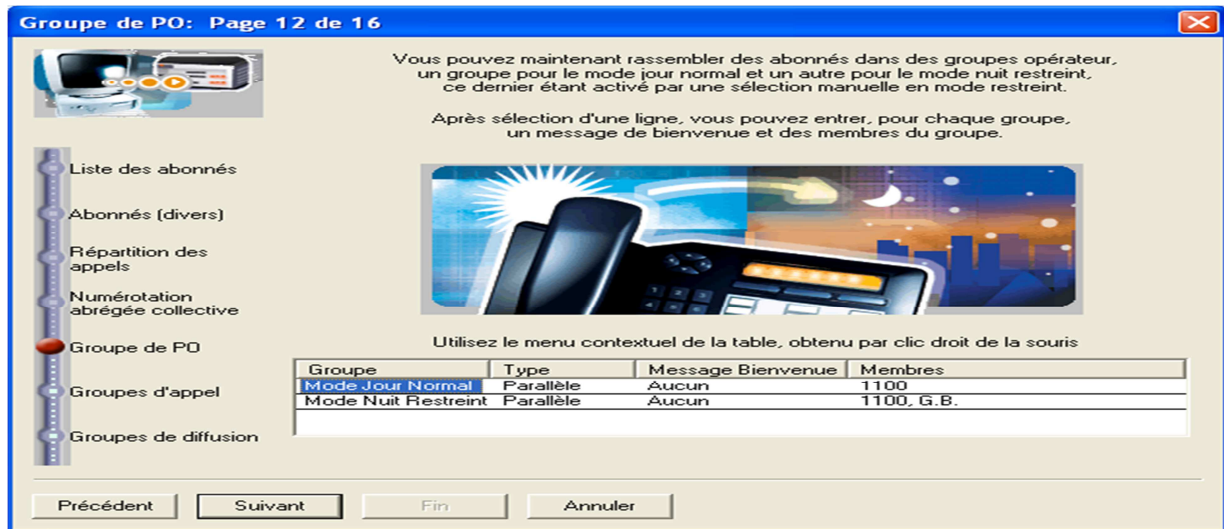 Groupe de PO: Page 12 de 16
Vous pouvez maintenant rassembler des abonnés dans des groupes opérateur,
un groupe pour le mode jour normal et un autre pour le mode nuit restreint,
ce dernier étant activé par une sélection manuelle en mode restreint.
Après sélection d'une ligne, vous pouvez entrer, pour chaque groupe,
un message de bienvenue et des membres du groupe.
Liste des abonnés
Abonnés (divers)
Répartition des
appels
Numérotation
abrégée collective
Groupe de PO
Groupes d'appel
Groupes de diffusion
Utilisez le menu contextuel de la table, obtenu par clic droit de la souris
Groupe Type Message Bienvenue Membres
Mode Jour Normal Parallèle Aucun 1100
Mode Nuit Restreint Parallèle Aucun 1100, G.B.
Précédent Suivant Fin Annuler